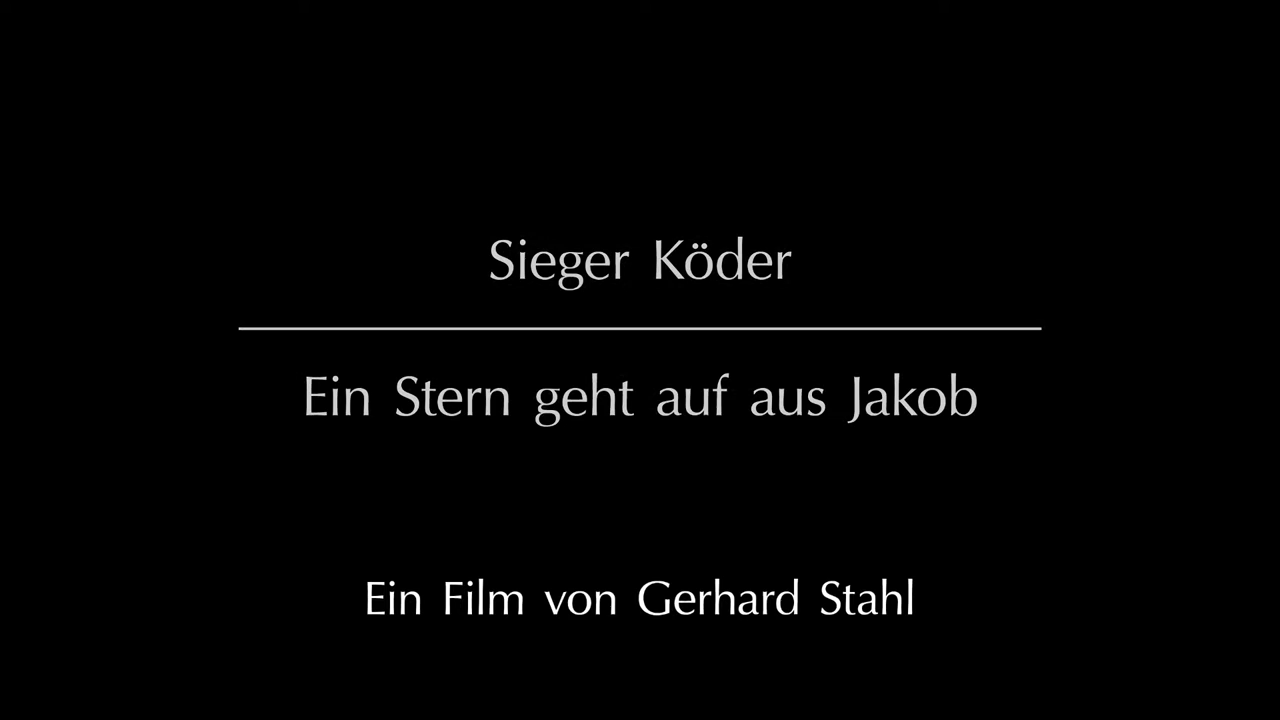 Sieger Köder
Ein Stern geht auf aus Jakob
Ein Film von Gerhard Stahl